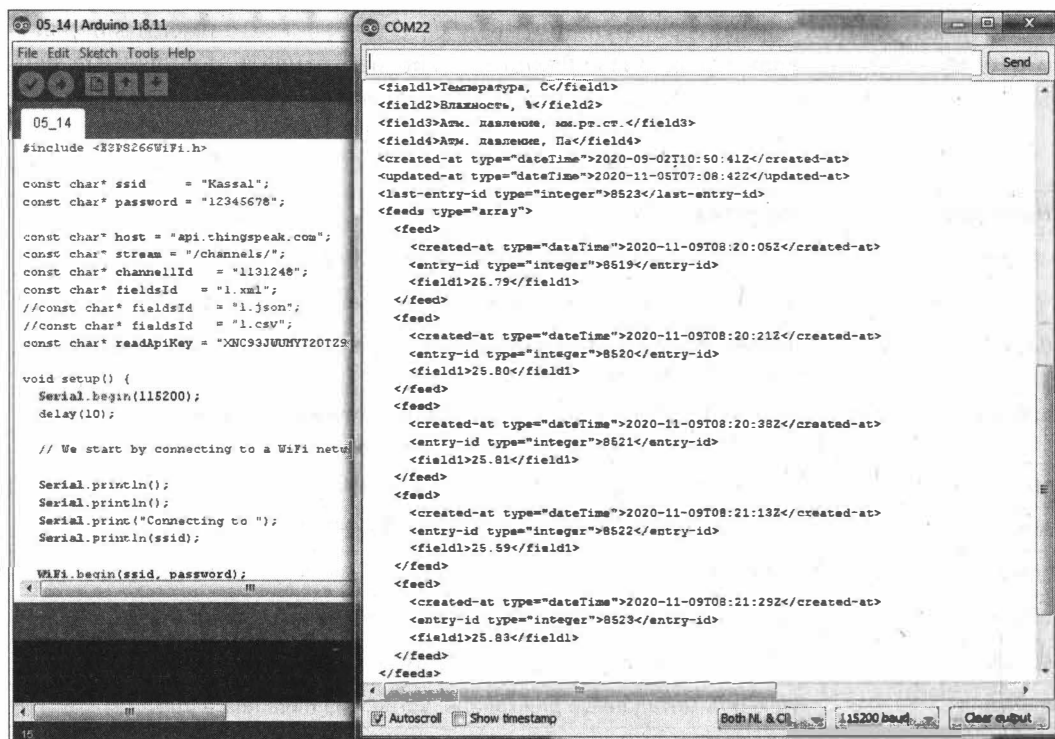 05_14 | Arduino 1.8.11
File Edit Sketch Tools Help
05_14
#include <ESP8266WiFi.h>
const char* ssid = "Kassal";
const char* password = "12345678";
const char* host = "api.thingspeak.com";
const char* stream = "/channels/";
const char* channellId = "1131248";
const char* fieldsId = "1.xml";
//const char* fieldsId = "1.json";
//const char* fieldsId = "1.csv";
const char* readApiKey = "XNC93JWUMYT20TZ9
void setup() {
Serial.begin(115200);
delay(10);
// We start by connecting to a WiFi netw
Serial.println();
Serial.println();
Serial.print("Connecting to ");
Serial.println(ssid);
WiFi.begin(ssid, password);
15
COM22
Send
<field1>Температура, C</field1>
<field2>Влажность, %</field2>
<field3>Атм. давление, мм.рт.ст.</field3>
<field4>Атм. давление, Па</field4>
<created-at type="dateTime">2020-09-02T10:50:41Z</created-at>
<updated-at type="dateTime">2020-11-05T07:08:42Z</updated-at>
<last-entry-id type="integer">8523</last-entry-id>
<feeds type="array">
<feed>
<created-at type="dateTime">2020-11-09T08:20:05Z</created-at>
<entry-id type="integer">8519</entry-id>
<field1>25.79</field1>
</feed>
<feed>
<created-at type="dateTime">2020-11-09T08:20:21Z</created-at>
<entry-id type="integer">8520</entry-id>
<field1>25.80</field1>
</feed>
<feed>
<created-at type="dateTime">2020-11-09T08:20:38Z</created-at>
<entry-id type="integer">8521</entry-id>
<field1>25.81</field1>
</feed>
<feed>
<created-at type="dateTime">2020-11-09T08:21:13Z</created-at>
<entry-id type="integer">8522</entry-id>
<field1>25.59</field1>
</feed>
<feed>
<created-at type="dateTime">2020-11-09T08:21:29Z</created-at>
<entry-id type="integer">8523</entry-id>
<field1>25.83</field1>
</feed>
</feeds>
Autoscroll Show timestamp Both NL & CR 115200 baud Clear output